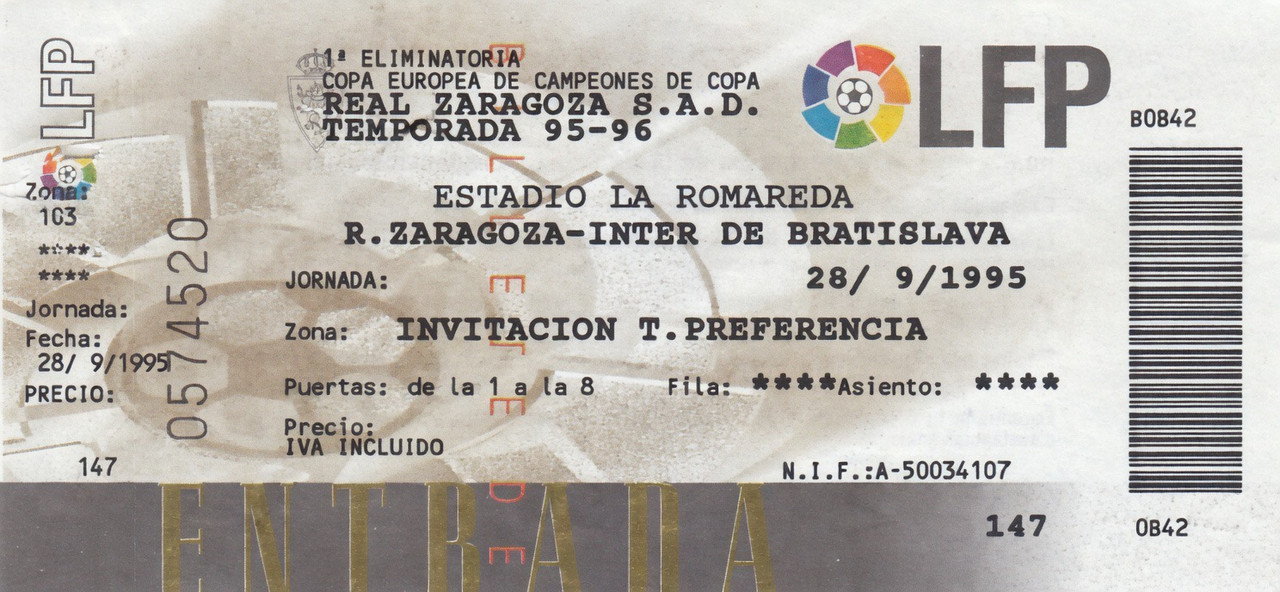 LFP
Zona:
103
****
****
Jornada:
Fecha:
28/ 9/1995
PRECIO:
147
0574520
1ª ELIMINATORIA
COPA EUROPEA DE CAMPEONES DE COPA
REAL ZARAGOZA S.A.D.
TEMPORADA 95-96
LFP
ESTADIO LA ROMAREDA
R.ZARAGOZA-INTER DE BRATISLAVA
JORNADA: 28/ 9/1995
Zona: INVITACION T.PREFERENCIA
Puertas: de la 1 a la 8 Fila: **** Asiento: ****
Precio:
IVA INCLUIDO
N.I.F.:A-50034107
147
ENTRADA
B0842
0B42